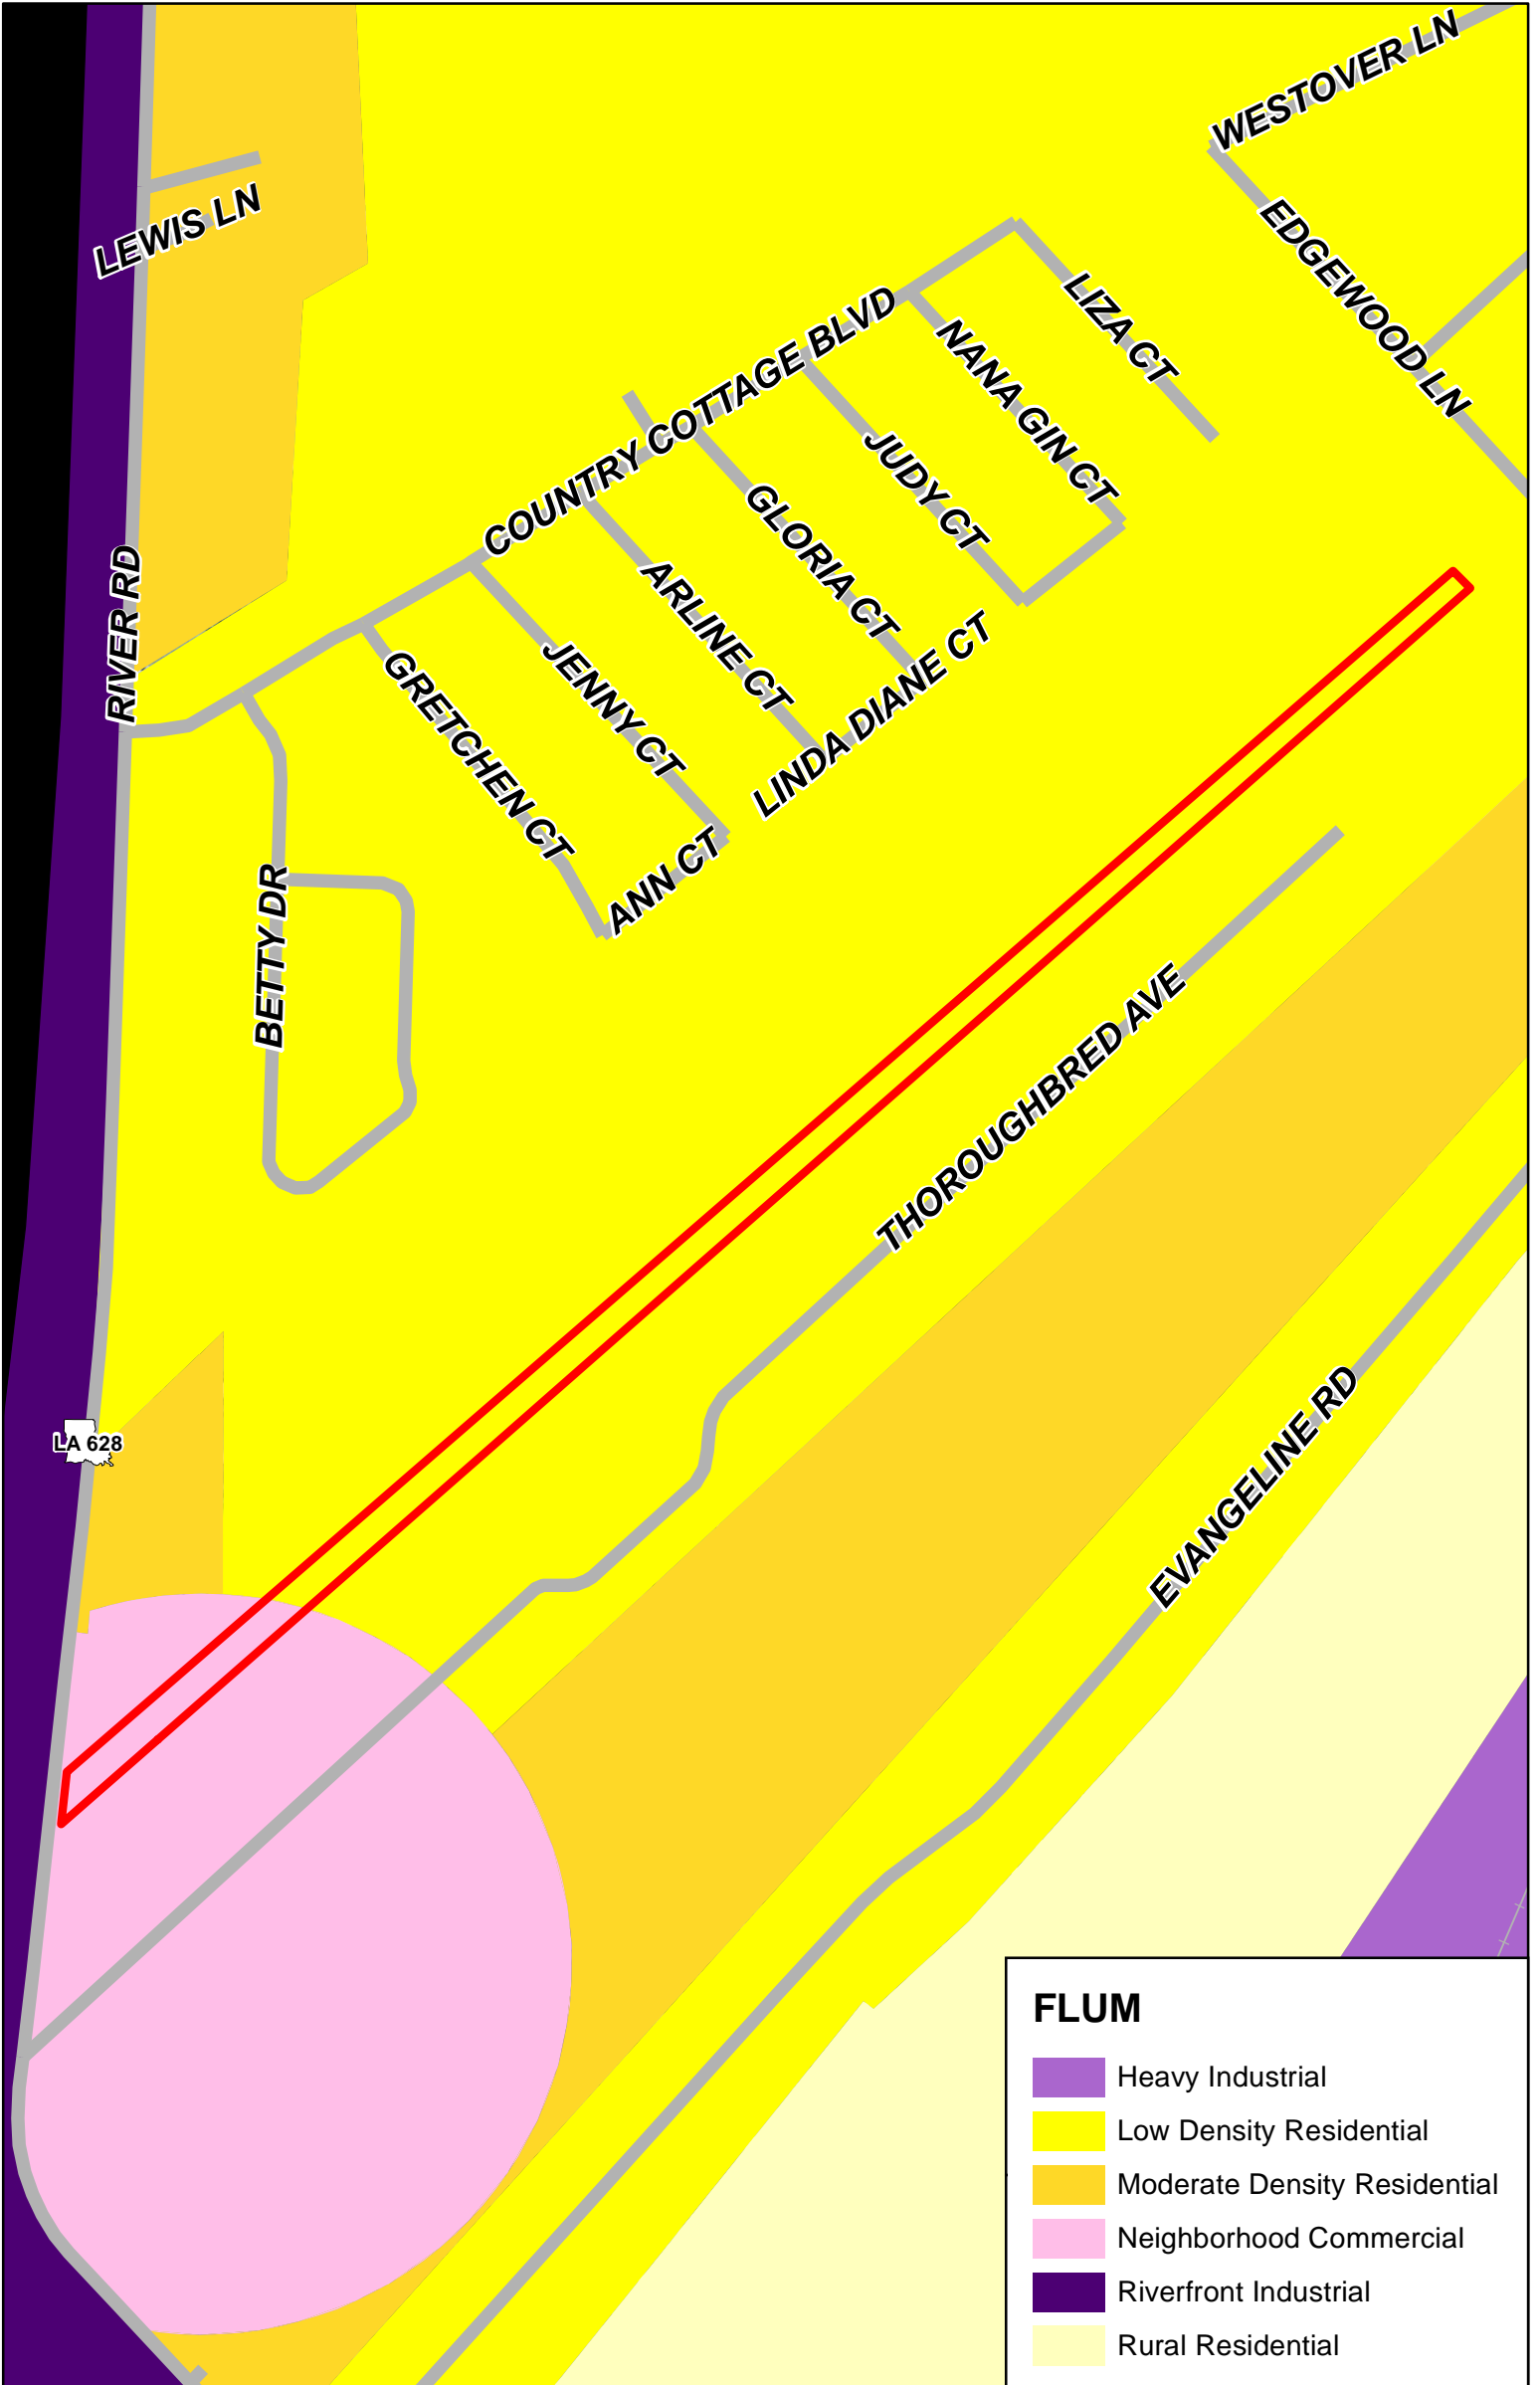 WESTOVER LN
LEWIS LN
EDGEWOOD LN
LIZA CT
COUNTRY COTTAGE BLVD
NANA GIN CT
JUDY CT
GLORIA CT
RIVER RD
ARLINE CT
LINDA DIANE CT
JENNY CT
GRETCHEN CT
ANN CT
BETTY DR
THOROUGHBRED AVE
EVANGELINE RD
LA 628
FLUM
Heavy Industrial
Low Density Residential
Moderate Density Residential
Neighborhood Commercial
Riverfront Industrial
Rural Residential